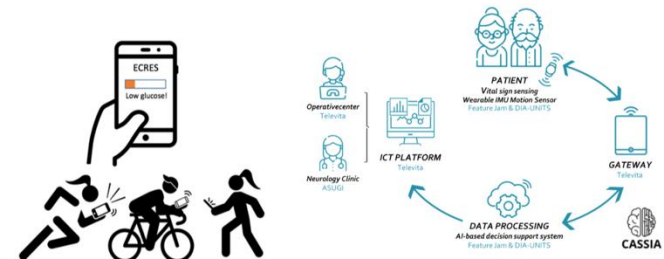 ECRES
Low glucose!
Operativecenter
Televita
Neurology Clinic
ASUGI
ICT PLATFORM
Televita
PATIENT
Vital sign sensing
Wearable IMU Motion Sensar
Feature Jam & DIA-UNITS
GATEWAY
Televita
DATA PROCESSING
AI-based decision support system
Feature Jam & DIA-UNITS
CASSIA